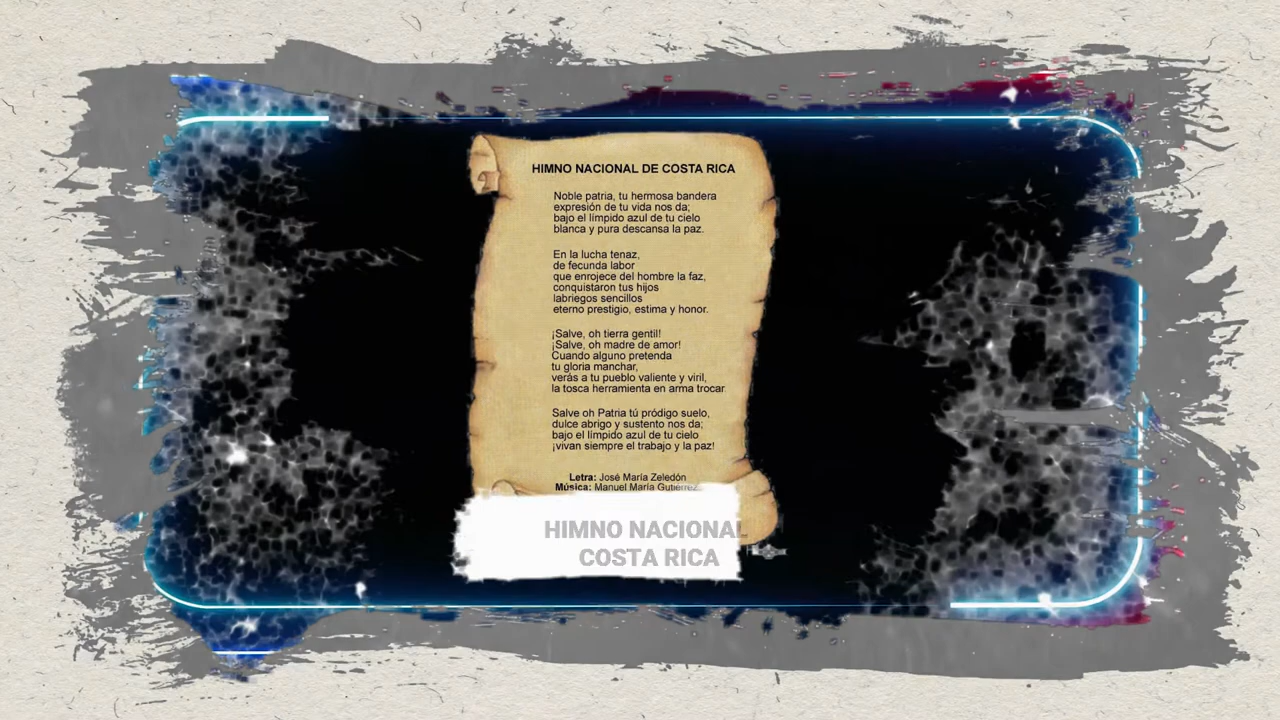 HIMNO NACIONAL DE COSTA RICA
Noble patria, tu hermosa bandera
expresión de tu vida nos da;
bajo el límpido azul de tu cielo
blanca y pura descansa la paz.
En la lucha tenaz,
de fecunda labor
que enrojece del hombre la faz,
conquistaron tus hijos
labriegos sencillos
eterno prestigio, estima y honor.
¡Salve, oh tierra gentil!
¡Salve, oh madre de amor!
Cuando alguno pretenda
tu gloria manchar,
verás a tu pueblo valiente y viril,
la tosca herramienta en arma trocar
Salve oh Patria tú pródigo suelo,
dulce abrigo y sustento nos da;
bajo el límpido azul de tu cielo
¡vivan siempre el trabajo y la paz!
Letra: José María Zeledón
Música: Manuel María Gutiérrez
HIMNO NACIONAL
COSTA RICA